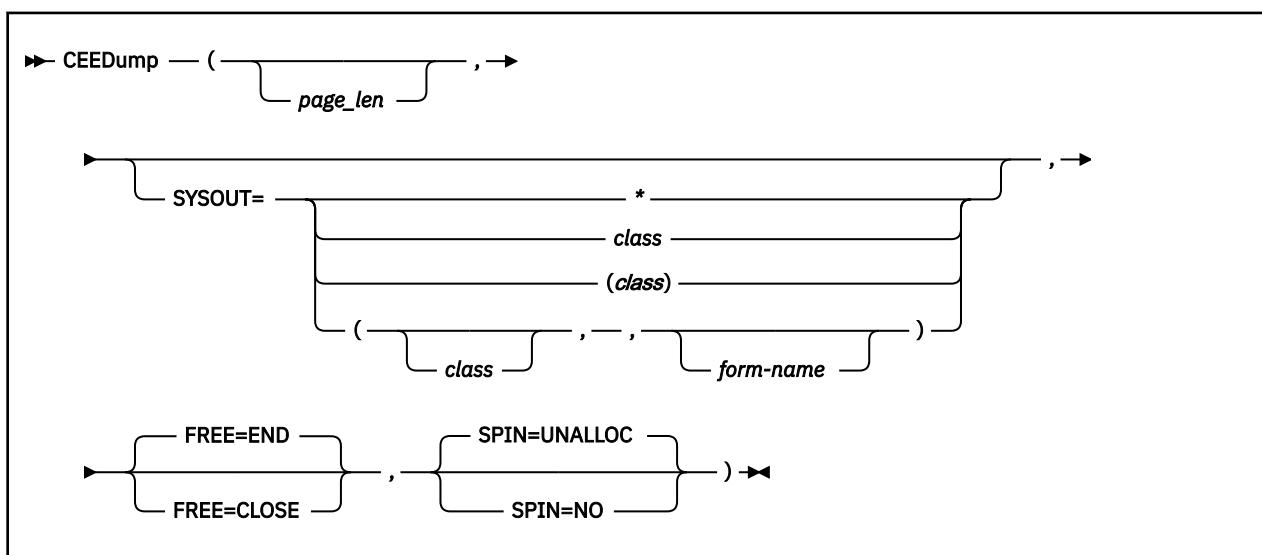 CEEDump ( ,
page_len
,
SYSOUT= *
class
(class)
( , , )
class form-name
FREE=END SPIN=UNALLOC
, )
FREE=CLOSE SPIN=NO